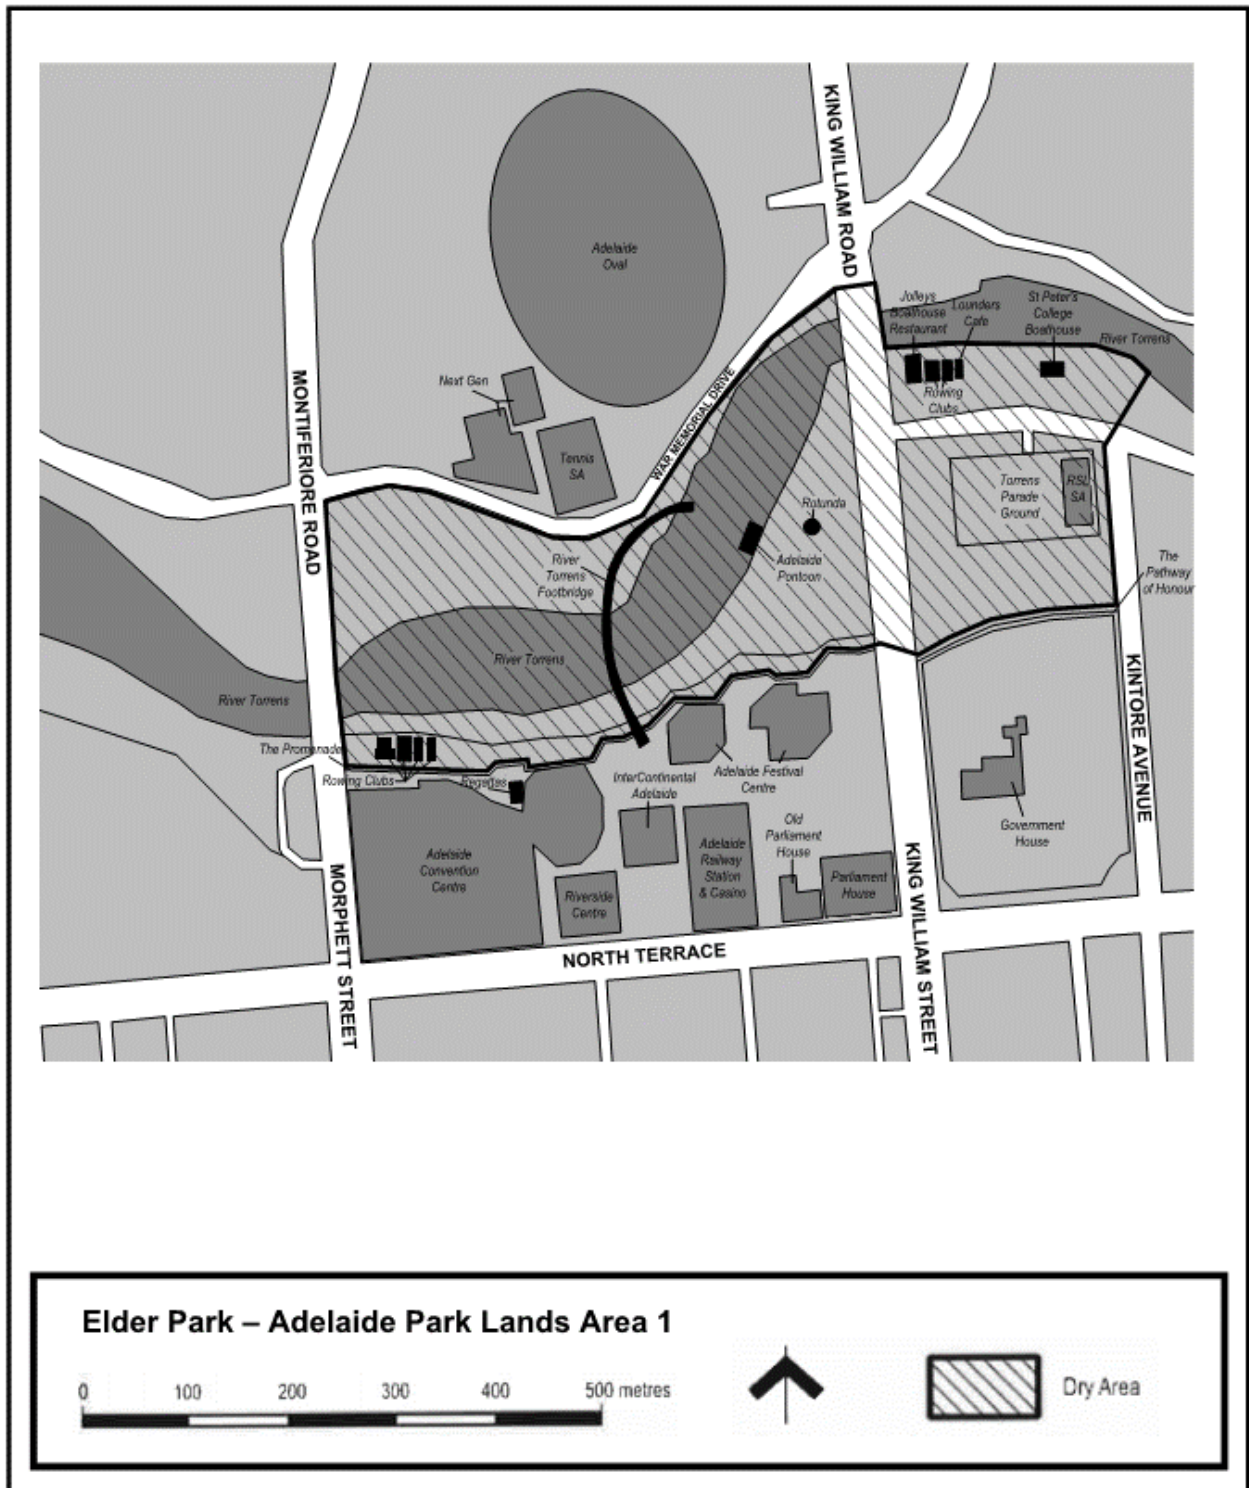 KING WILLIAM ROAD
Adelaide
Oval
Jolleys
Boathouse
Restaurant
Lounders
Cafe
St Peter's
College
Boathouse
River Torrens
Rowing
Clubs
Next Gen
WAR MEMORIAL DRIVE
MONTIFERIORE ROAD
Tennis
SA
Torrens
Parade
Ground
RSL
SA
Rotunda
River
Torrens
Footbridge
Adelaide
Pontoon
The
Pathway
of Honour
River Torrens
River Torrens
KINTORE AVENUE
The Promenade
Rowing Clubs
Regattas
InterContinental
Adelaide
Adelaide Festival
Centre
Government
House
Old
Parliament
House
Adelaide
Convention
Centre
Adelaide
Railway
Station
& Casino
Parliament
House
Riverside
Centre
MORPHETT STREET
KING WILLIAM STREET
NORTH TERRACE
Elder Park – Adelaide Park Lands Area 1
0 100 200 300 400 500 metres
Dry Area